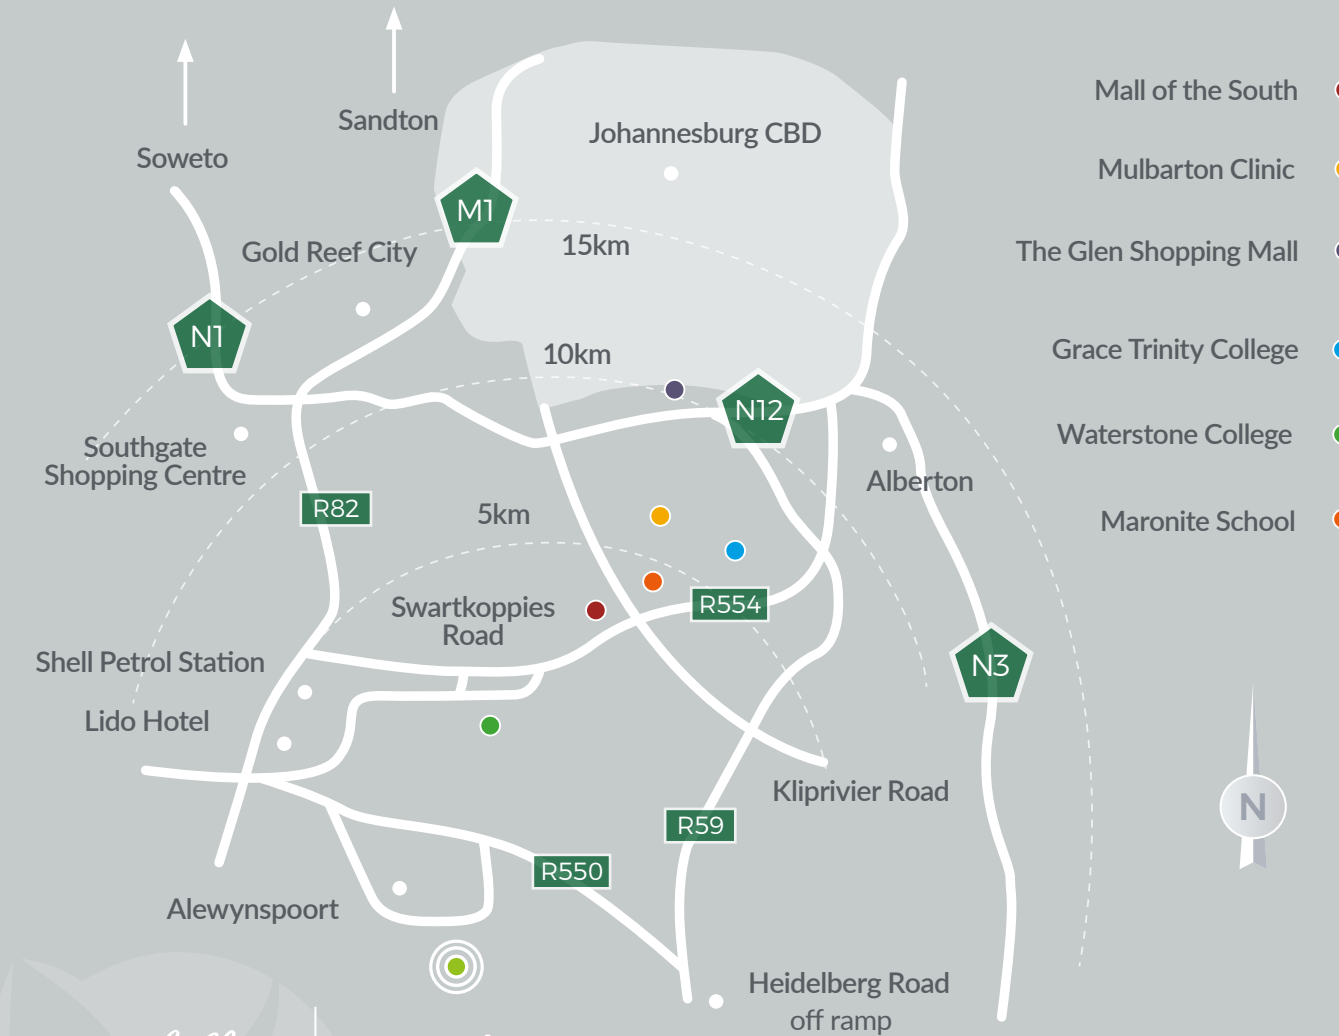 Sandton
Soweto
Johannesburg CBD
M1
15km
Gold Reef City
N1
10km
N12
Southgate
Shopping Centre
R82
5km
Alberton
Swartkoppies
Road
R554
Shell Petrol Station
N3
Lido Hotel
Kliprivier Road
R59
R550
Alewynspoort
Heidelberg Road
off ramp
Mall of the South
Mulbarton Clinic
The Glen Shopping Mall
Grace Trinity College
Waterstone College
Maronite School
N